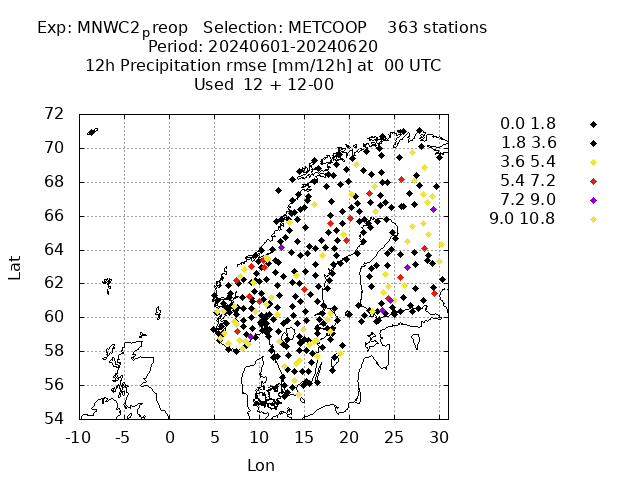 Exp: MNWC2preop Selection: METCOOP 363 stations
Period: 20240601-20240620
12h Precipitation rmse [mm/12h] at 00 UTC
Used 12 + 12-00
72
70
68
66
64
62
60
58
56
54
Lat
-10 -5 0 5 10 15 20 25 30
Lon
0.0 1.8
1.8 3.6
3.6 5.4
5.4 7.2
7.2 9.0
9.0 10.8